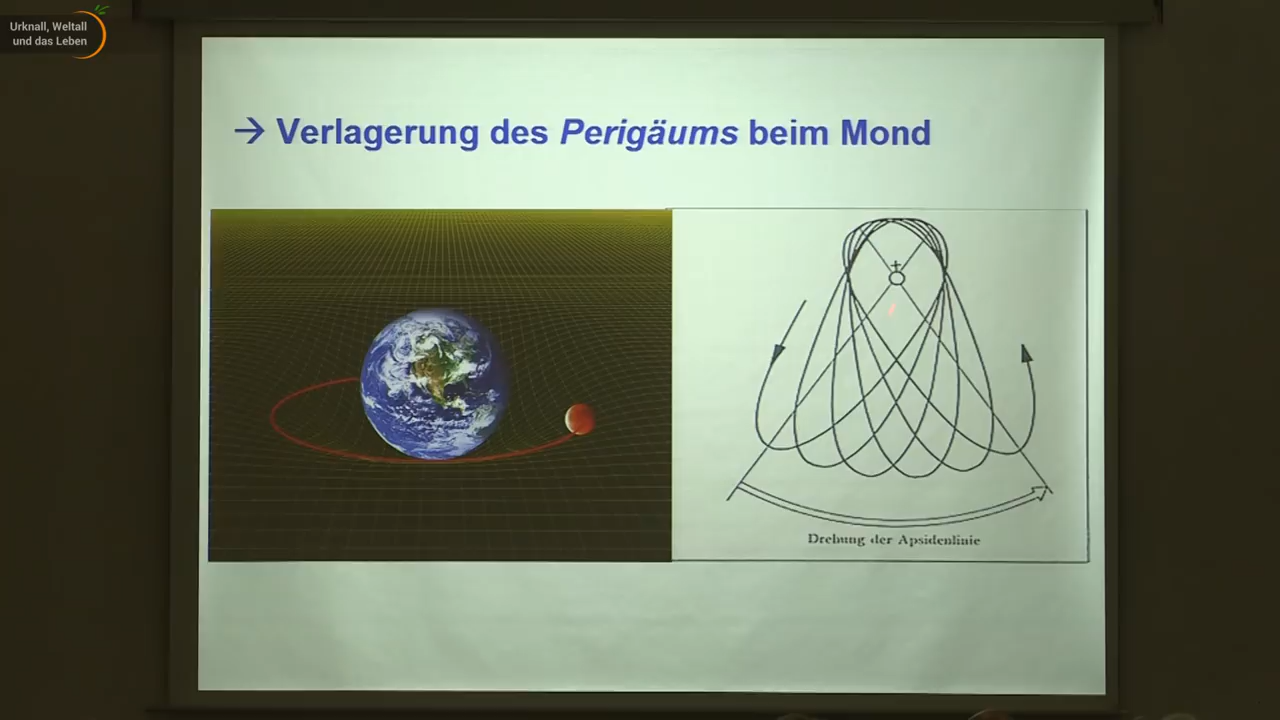 Urknall, Weltall
und das Leben
→ Verlagerung des Perigäums beim Mond
Drehung der Apsidenlinie